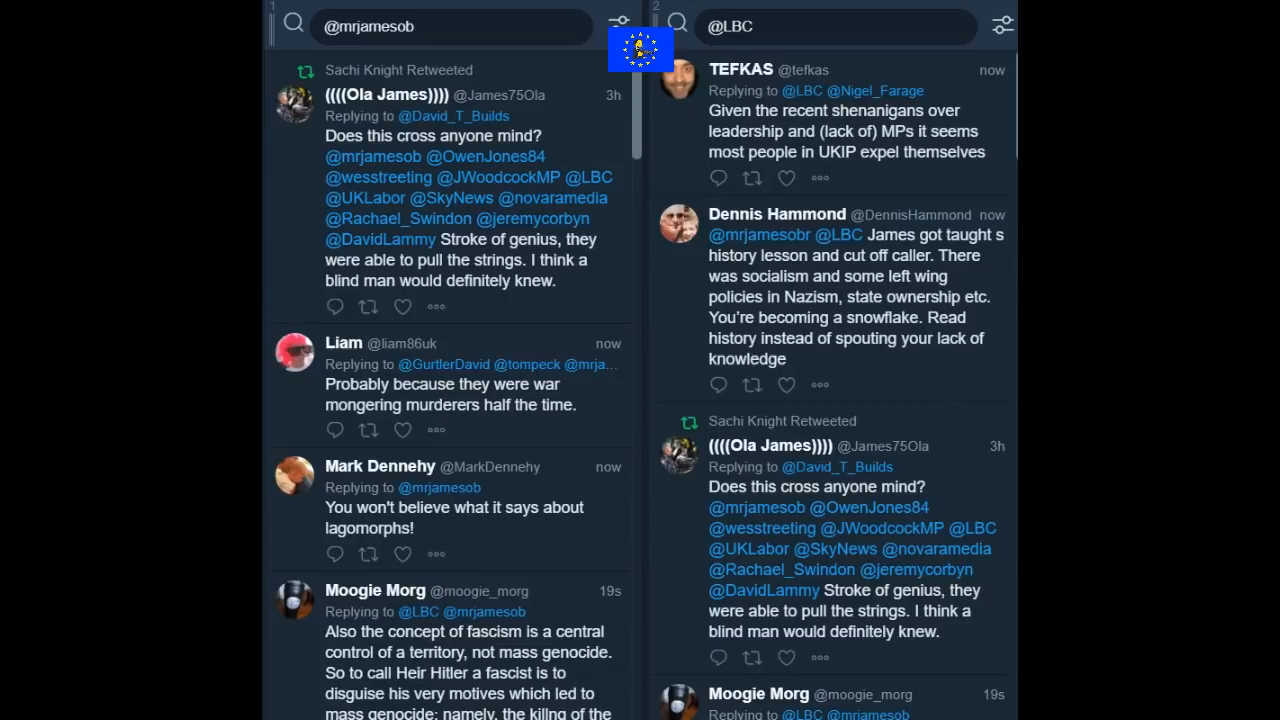 1
@mrjamesob
Sachi Knight Retweeted
((((Ola James)))) @James75Ola 3h
Replying to @David_T_Builds
Does this cross anyone mind?
@mrjamesob @OwenJones84
@wesstreeting @JWoodcockMP @LBC
@UKLabor @SkyNews @novaramedia
@Rachael_Swindon @jeremycorbyn
@DavidLammy Stroke of genius, they
were able to pull the strings. I think a
blind man would definitely knew.
Liam @liam86uk now
Replying to @GurtlerDavid @tompeck @mrja...
Probably because they were war
mongering murderers half the time.
Mark Dennehy @MarkDennehy now
Replying to @mrjamesob
You won't believe what it says about
lagomorphs!
Moogie Morg @moogie_morg 19s
Replying to @LBC @mrjamesob
Also the concept of fascism is a central
control of a territory, not mass genocide.
So to call Heir Hitler a fascist is to
disguise his very motives which led to
mass genocide; namely, the killng of the
2
@LBC
TEFKAS @tefkas now
Replying to @LBC @Nigel_Farage
Given the recent shenanigans over
leadership and (lack of) MPs it seems
most people in UKIP expel themselves
Dennis Hammond @DennisHammond now
@mrjamesobr @LBC James got taught s
history lesson and cut off caller. There
was socialism and some left wing
policies in Nazism, state ownership etc.
You're becoming a snowflake. Read
history instead of spouting your lack of
knowledge
Sachi Knight Retweeted
((((Ola James)))) @James75Ola 3h
Replying to @David_T_Builds
Does this cross anyone mind?
@mrjamesob @OwenJones84
@wesstreeting @JWoodcockMP @LBC
@UKLabor @SkyNews @novaramedia
@Rachael_Swindon @jeremycorbyn
@DavidLammy Stroke of genius, they
were able to pull the strings. I think a
blind man would definitely knew.
Moogie Morg @moogie_morg 19s
Replying to @LBC @mrjamesob